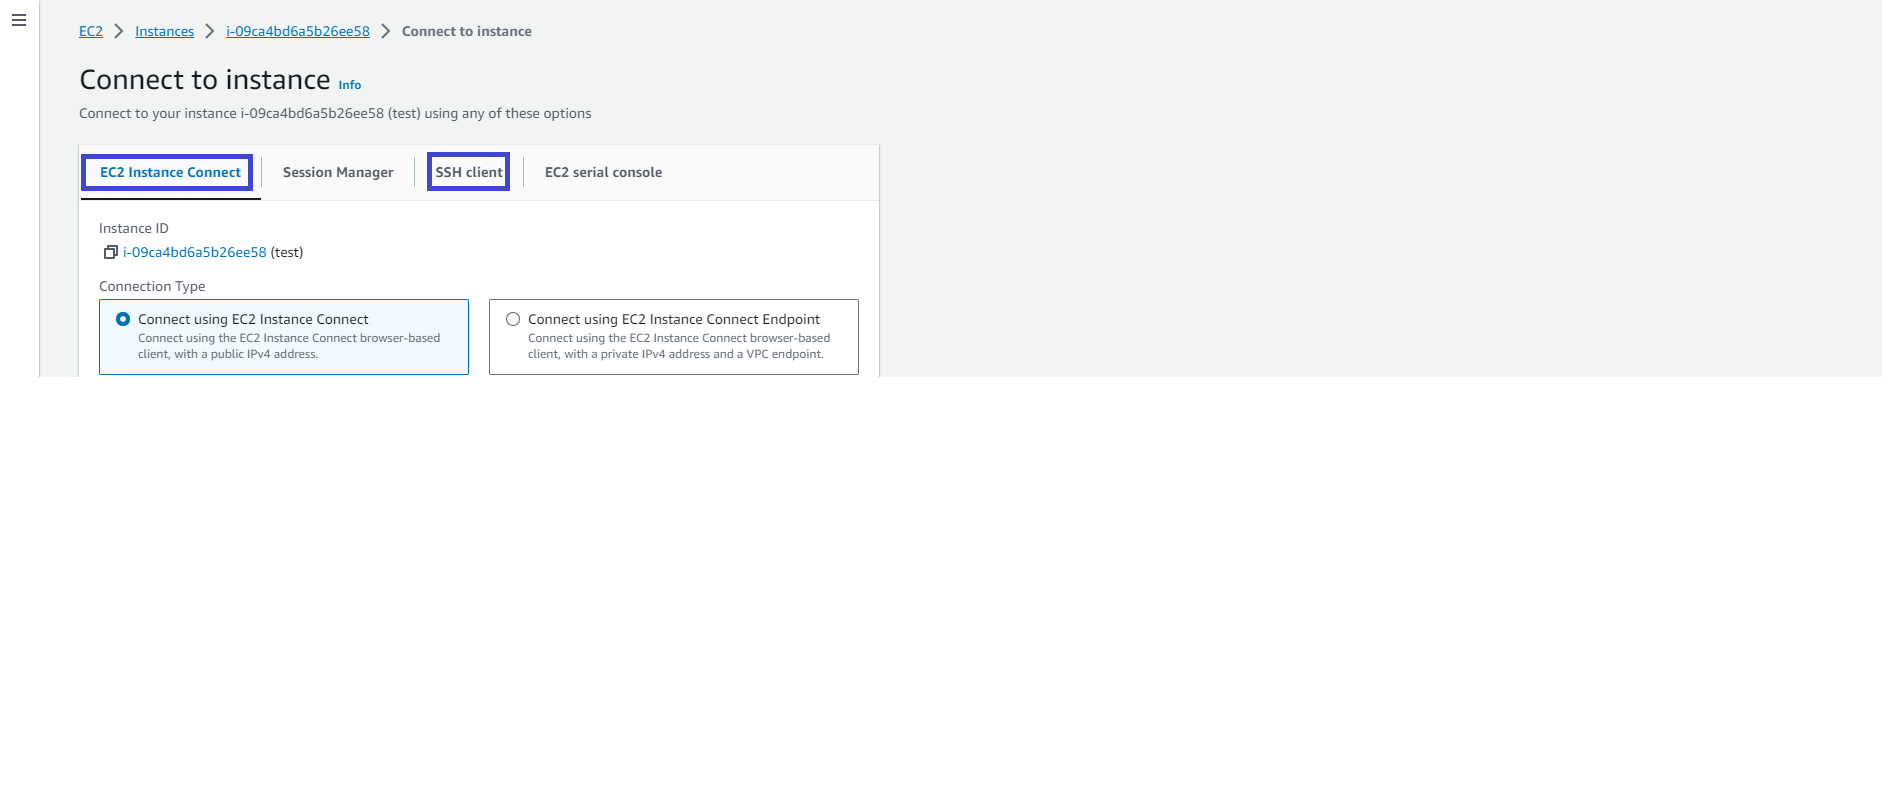 EC2 > Instances > i-09ca4bd6a5b26ee58 > Connect to instance
Connect to instance Info
Connect to your instance i-09ca4bd6a5b26ee58 (test) using any of these options
EC2 Instance Connect Session Manager SSH client EC2 serial console
Instance ID
i-09ca4bd6a5b26ee58 (test)
Connection Type
Connect using EC2 Instance Connect
Connect using the EC2 Instance Connect browser-based
client, with a public IPv4 address.
Connect using EC2 Instance Connect Endpoint
Connect using the EC2 Instance Connect browser-based
client, with a private IPv4 address and a VPC endpoint.